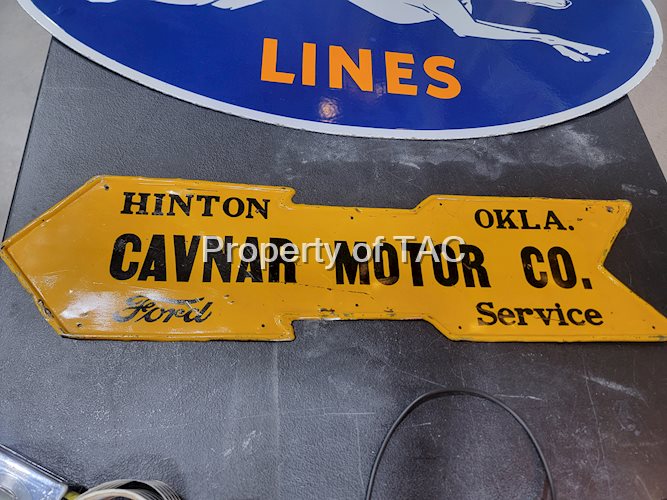 LINES
HINTON OKLA.
CAVNAR MOTOR CO.
Property of TAC
Ford Service